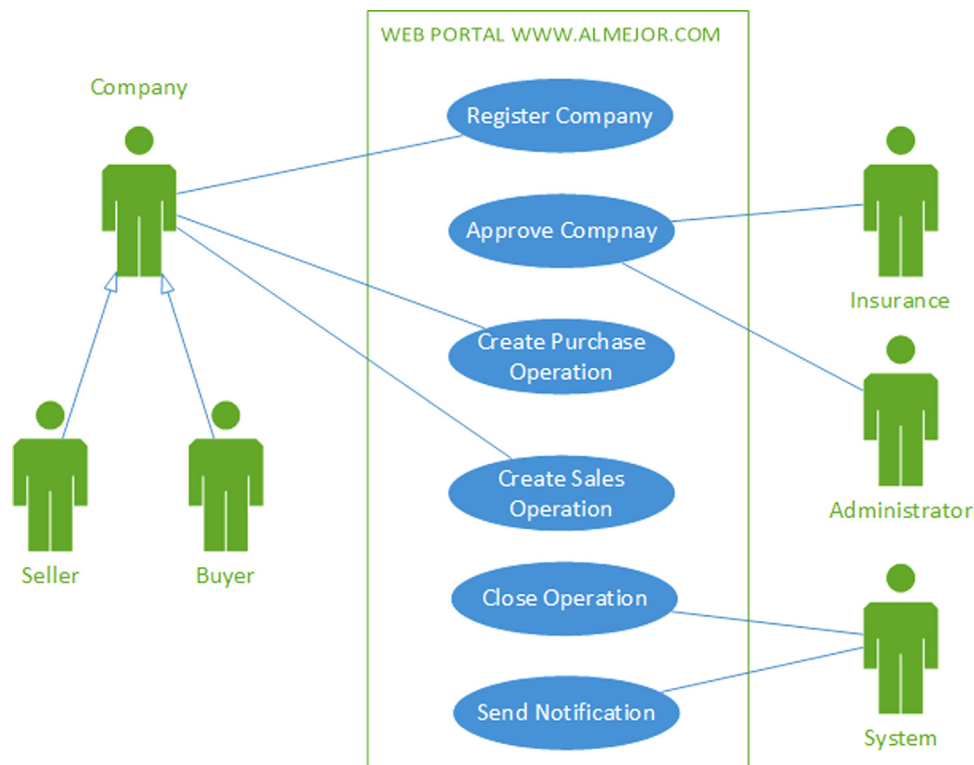 WEB PORTAL WWW.ALMEJOR.COM
Company
Register Company
Approve Compnay
Insurance
Create Purchase
Operation
Create Sales
Operation
Administrator
Seller
Buyer
Close Operation
Send Notification
System